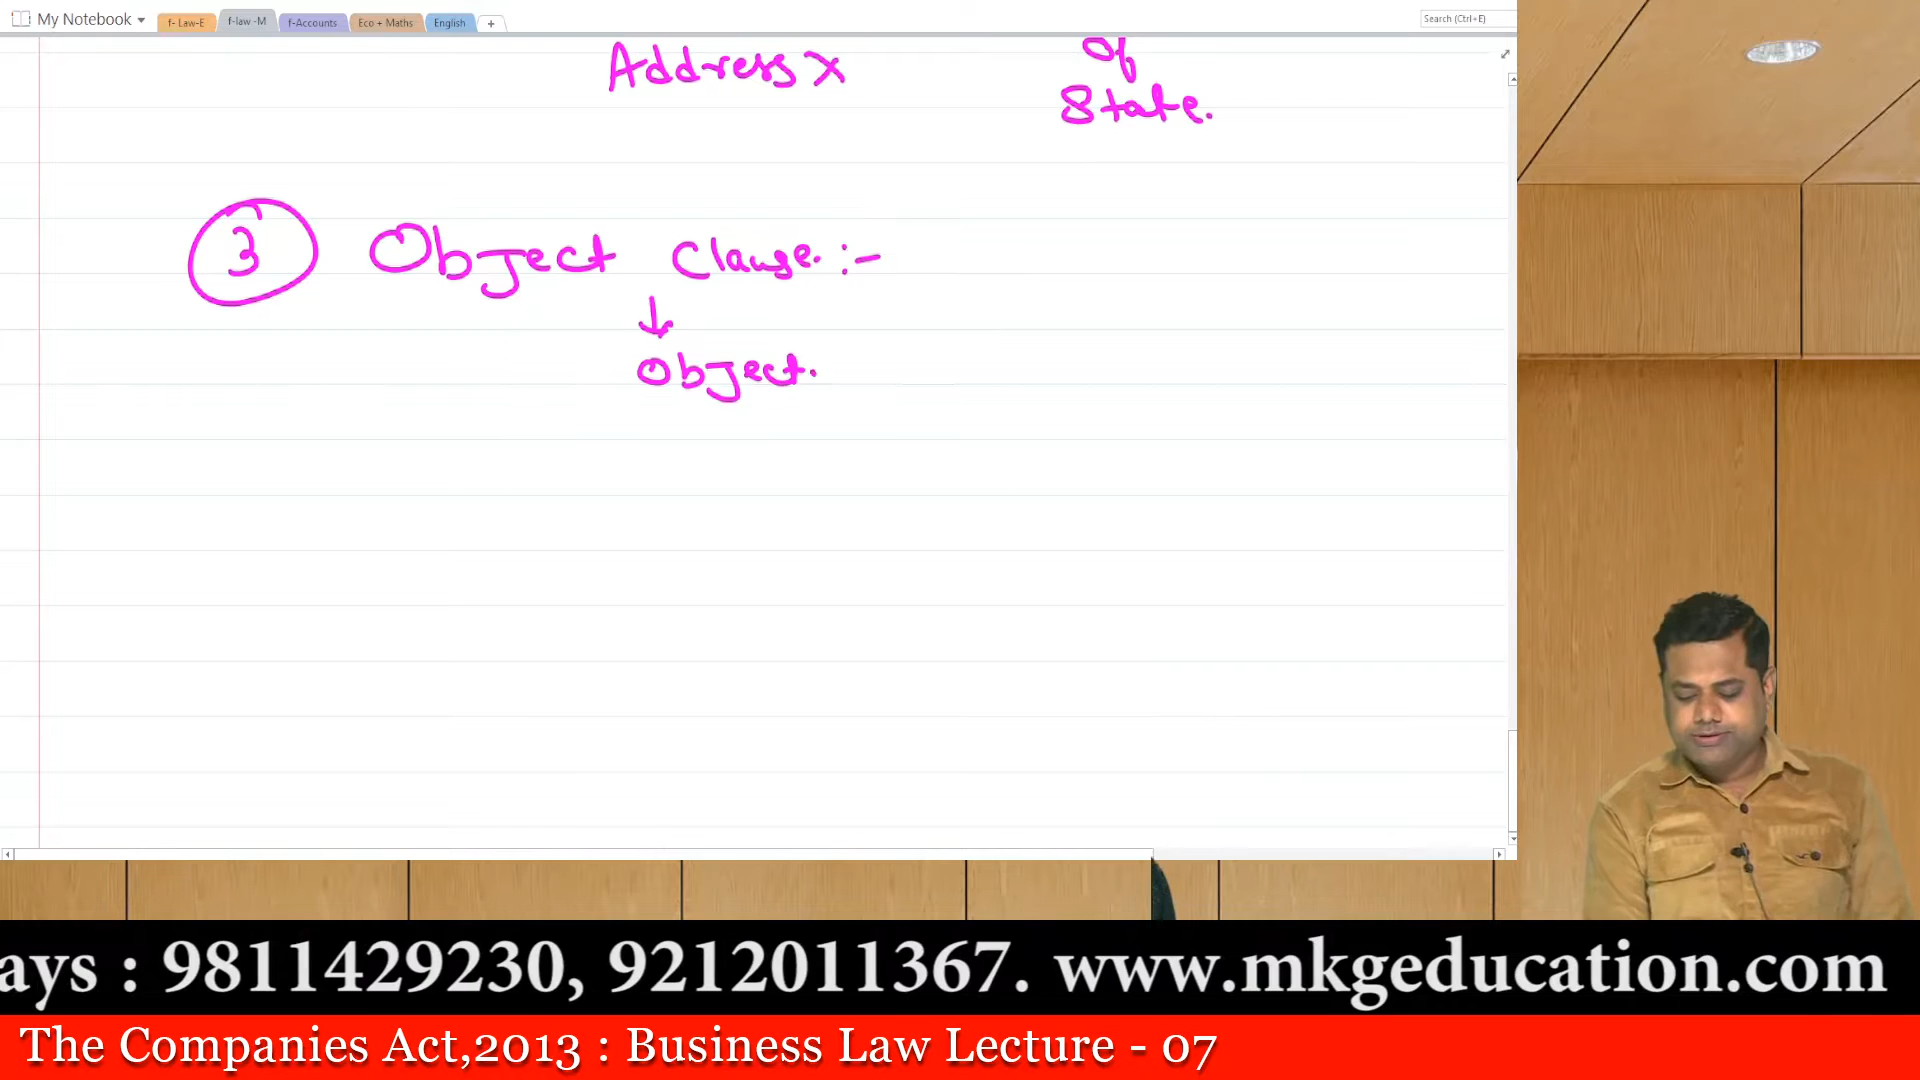 My Notebook
f- Law-E
f-law -M
f-Accounts
Eco + Maths
English
+
Search (Ctrl+E)
Address X
of
State.
3 Object Clause. :-
Object.
ays : 9811429230, 9212011367. www.mkgeducation.com
The Companies Act,2013 : Business Law Lecture - 07